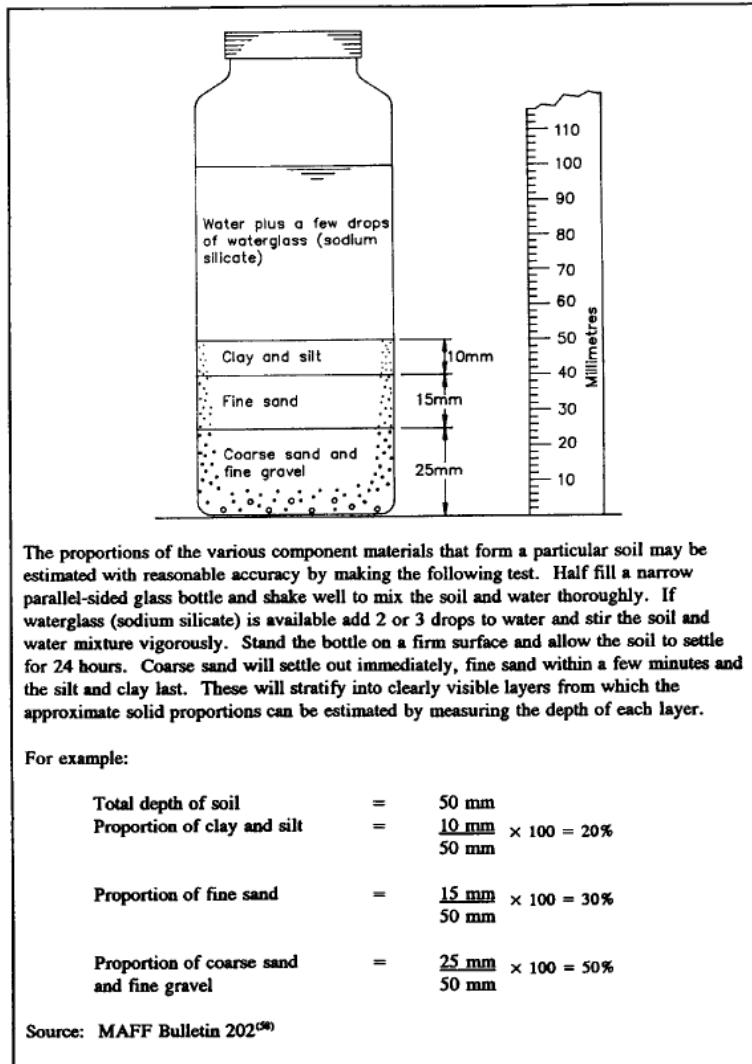 110
100
90
80
70
60
50
40
30
20
10
Millimetres
Water plus a few drops
of waterglass (sodium
silicate)
Clay and silt
10mm
Fine sand
15mm
Coarse sand and
fine gravel
25mm
The proportions of the various component materials that form a particular soil may be
estimated with reasonable accuracy by making the following test. Half fill a narrow
parallel-sided glass bottle and shake well to mix the soil and water thoroughly. If
waterglass (sodium silicate) is available add 2 or 3 drops to water and stir the soil and
water mixture vigorously. Stand the bottle on a firm surface and allow the soil to settle
for 24 hours. Coarse sand will settle out immediately, fine sand within a few minutes and
the silt and clay last. These will stratify into clearly visible layers from which the
approximate solid proportions can be estimated by measuring the depth of each layer.
For example:
Total depth of soil = 50 mm
Proportion of clay and silt = 10 mm × 100 = 20%
50 mm
Proportion of fine sand = 15 mm × 100 = 30%
50 mm
Proportion of coarse sand = 25 mm × 100 = 50%
and fine gravel 50 mm
Source: MAFF Bulletin 202